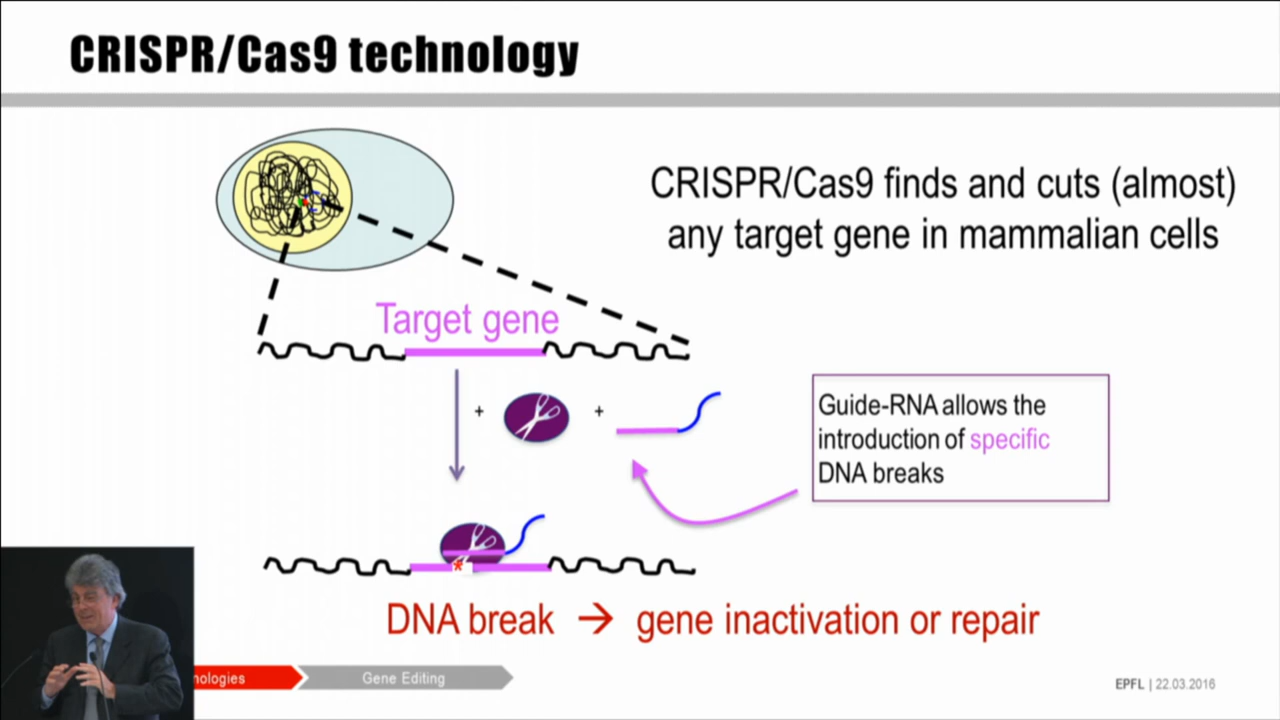 CRISPR/Cas9 technology
CRISPR/Cas9 finds and cuts (almost)
any target gene in mammalian cells
Target gene
+
+
Guide-RNA allows the
introduction of specific
DNA breaks
DNA break → gene inactivation or repair
nologies
Gene Editing
EPFL | 22.03.2016